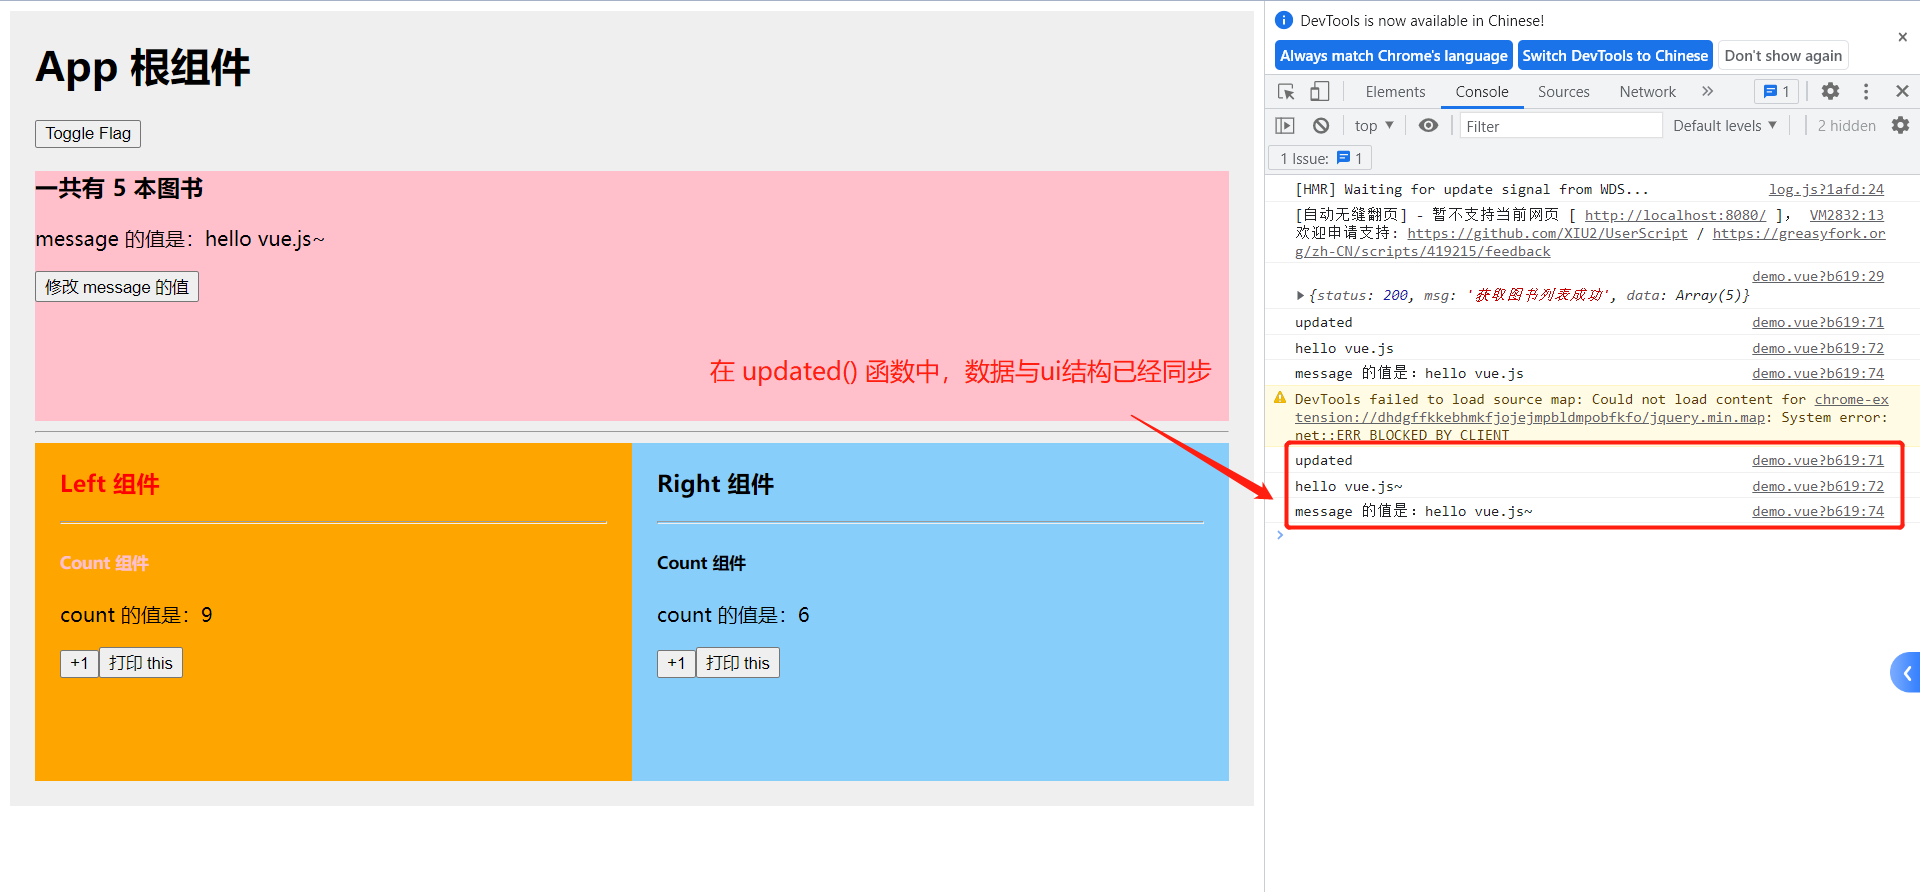 App 根组件
Toggle Flag
一共有 5 本图书
message 的值是：hello vue.js~
修改 message 的值
在 updated() 函数中，数据与ui结构已经同步
Left 组件
Count 组件
count 的值是：9
+1 打印 this
Right 组件
Count 组件
count 的值是：6
+1 打印 this
DevTools is now available in Chinese!
Always match Chrome's language Switch DevTools to Chinese Don't show again
Elements Console Sources Network 1
top Filter Default levels 2 hidden
1 Issue: 1
[HMR] Waiting for update signal from WDS... log.js?1afd:24
[自动无缝翻页] - 暂不支持当前网页 [ http://localhost:8080/ ]， VM2832:13
欢迎申请支持: https://github.com/XIU2/UserScript / https://greasyfork.or
g/zh-CN/scripts/419215/feedback
demo.vue?b619:29
{status: 200, msg: '获取图书列表成功', data: Array(5)}
updated demo.vue?b619:71
hello vue.js demo.vue?b619:72
message 的值是：hello vue.js demo.vue?b619:74
DevTools failed to load source map: Could not load content for chrome-ex
tension://dhdgffkkebhmkfjojejmpbldmpobfkfo/jquery.min.map: System error:
net::ERR_BLOCKED_BY_CLIENT
updated demo.vue?b619:71
hello vue.js~ demo.vue?b619:72
message 的值是：hello vue.js~ demo.vue?b619:74